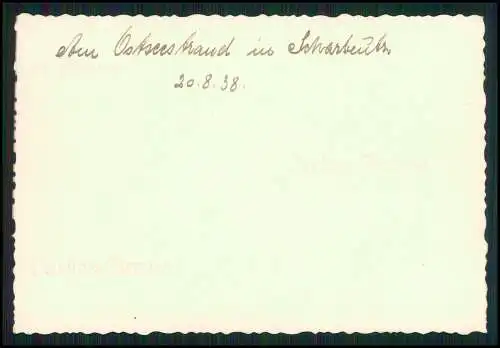 Am Ostseestrand in Scharbeutz
20.8.38.